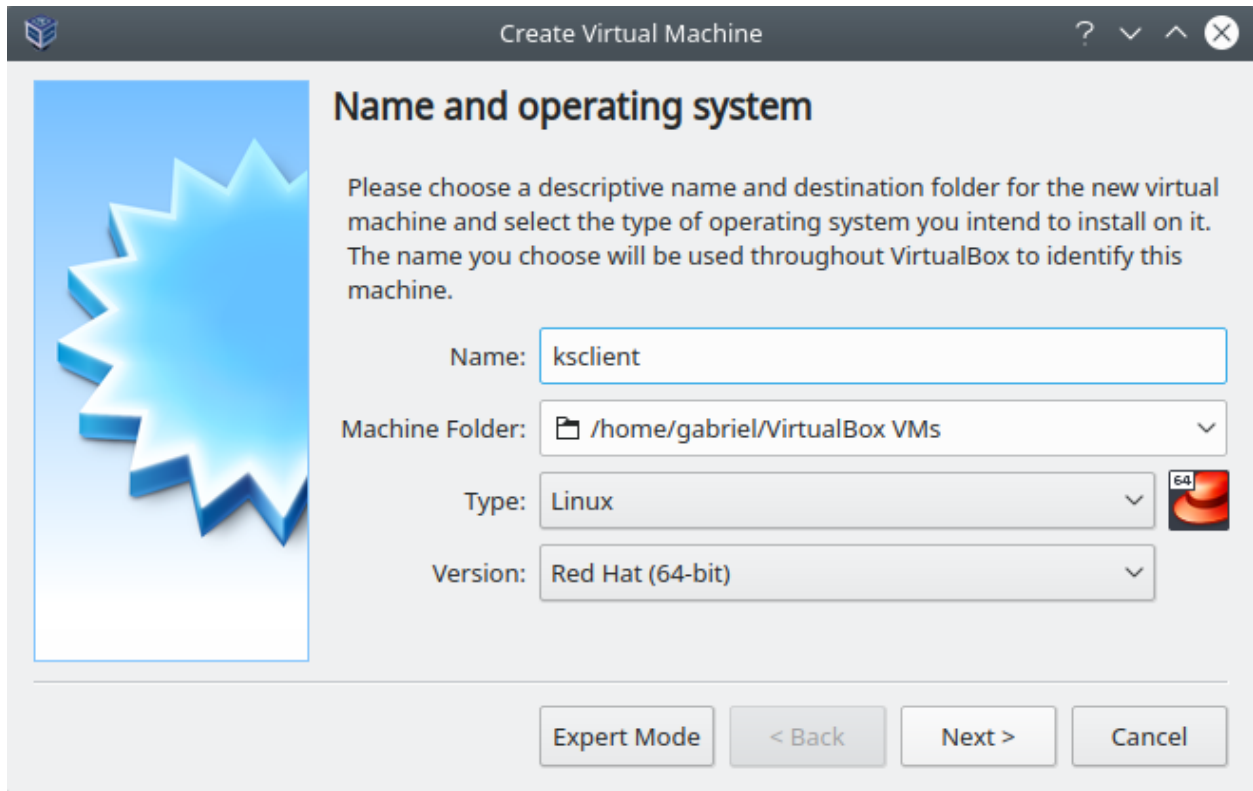 Create Virtual Machine
Name and operating system
Please choose a descriptive name and destination folder for the new virtual
machine and select the type of operating system you intend to install on it.
The name you choose will be used throughout VirtualBox to identify this
machine.
Name: ksclient
Machine Folder: /home/gabriel/VirtualBox VMs
Type: Linux
64
Version: Red Hat (64-bit)
Expert Mode < Back Next > Cancel